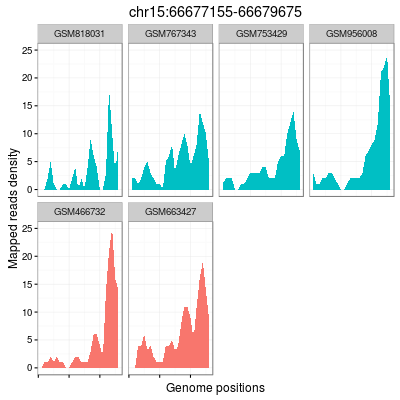 chr15:66677155-66679675
GSM818031 GSM767343 GSM753429 GSM956008
25
20
15
10
5
0
GSM466732 GSM663427
25
20
15
10
5
0
Mapped reads density
Genome positions